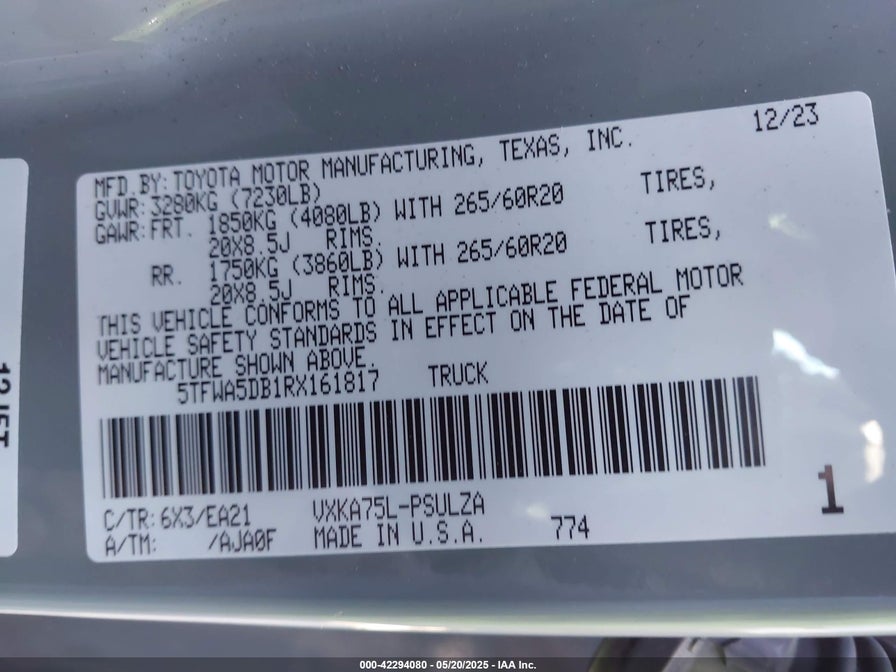 12/23
MFD. BY: TOYOTA MOTOR MANUFACTURING, TEXAS, INC.
GVWR: 3280KG (7230LB)
GAWR: FRT. 1850KG (4080LB) WITH 265/60R20 TIRES,
20X8.5J RIMS.
RR. 1750KG (3860LB) WITH 265/60R20 TIRES,
20X8.5J RIMS.
THIS VEHICLE CONFORMS TO ALL APPLICABLE FEDERAL MOTOR
VEHICLE SAFETY STANDARDS IN EFFECT ON THE DATE OF
MANUFACTURE SHOWN ABOVE.
5TFWA5DB1RX161817 TRUCK
C/TR: 6X3/EA21 VXKA75L-PSULZA
A/TM: /AJA0F MADE IN U.S.A. 774
1
000-42294080 - 05/20/2025 - IAA Inc.